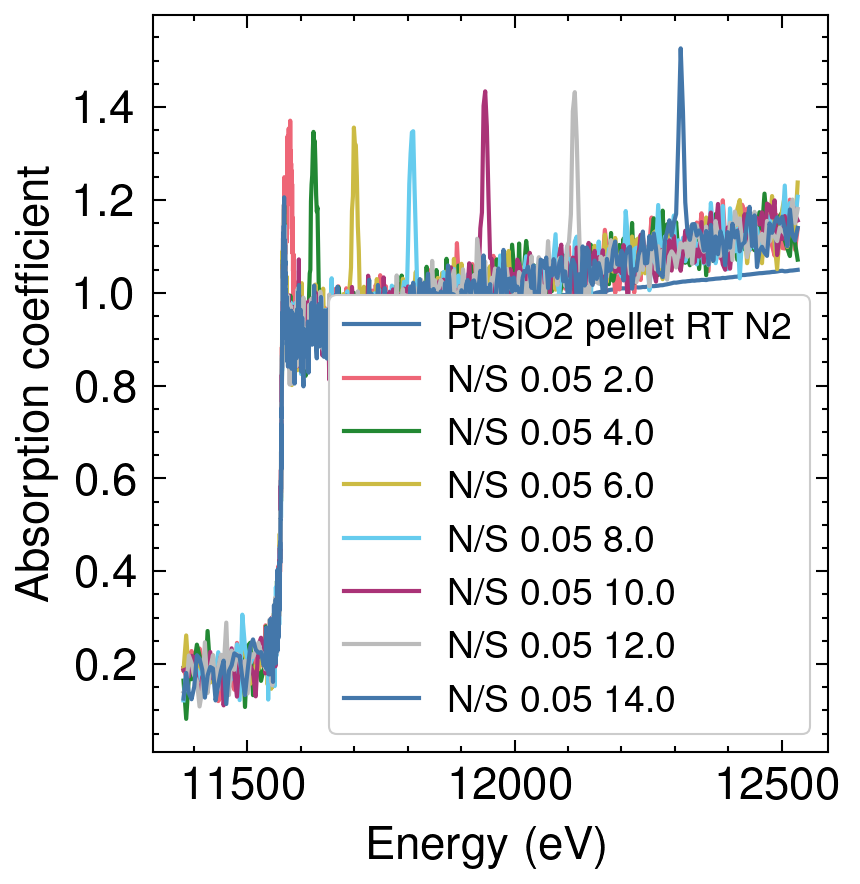 Absorption coefficient
1.4
1.2
1.0
0.8
0.6
0.4
0.2
Pt/SiO2 pellet RT N2
N/S 0.05 2.0
N/S 0.05 4.0
N/S 0.05 6.0
N/S 0.05 8.0
N/S 0.05 10.0
N/S 0.05 12.0
N/S 0.05 14.0
11500 12000 12500
Energy (eV)